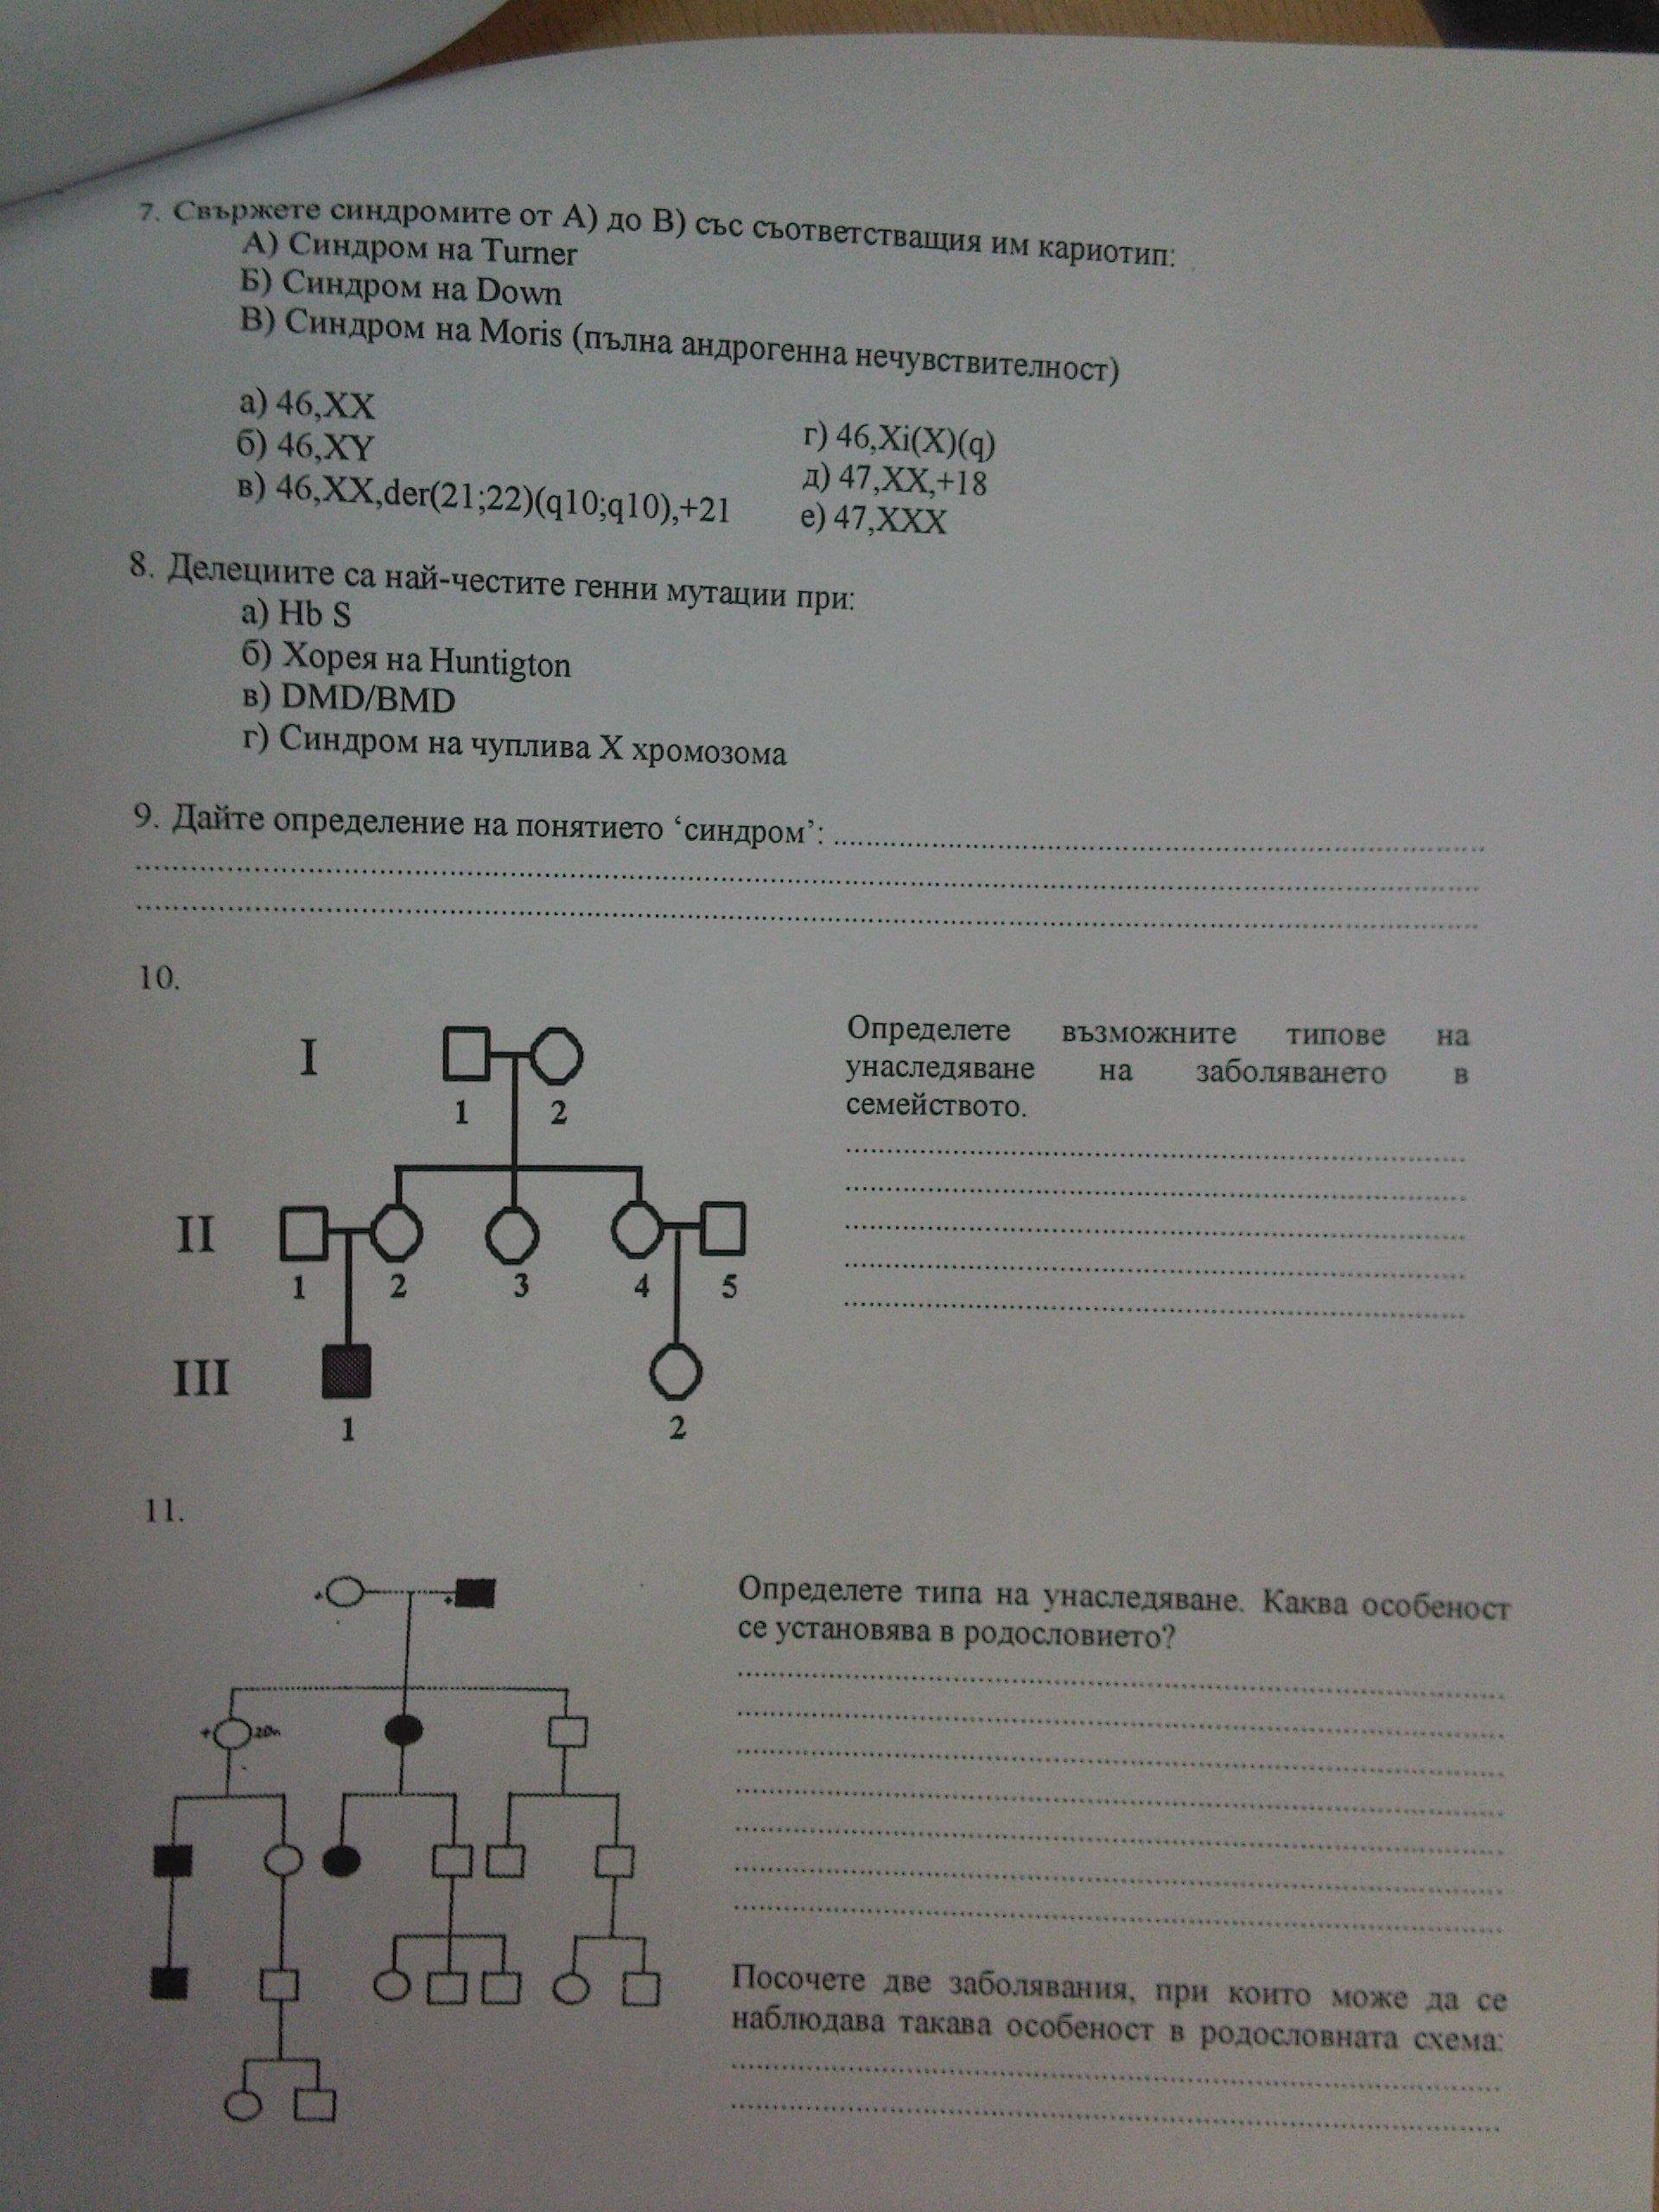 7. Свържете синдромите от А) до В) със съответстващия им кариотип:
А) Синдром на Turner
Б) Синдром на Down
В) Синдром на Moris (пълна андрогенна нечувствителност)
а) 46,XX
б) 46,XY
в) 46,XX,der(21;22)(q10;q10),+21
г) 46,Xi(X)(q)
д) 47,XX,+18
е) 47,XXX
8. Делециите са най-честите генни мутации при:
а) Hb S
б) Хорея на Huntigton
в) DMD/BMD
г) Синдром на чуплива X хромозома
9. Дайте определение на понятието ‘синдром’:
10.
I
1 2
II
1 2 3 4 5
III
1 2
Определете възможните типове на
унаследяване на заболяването в
семейството.
11.
Определете типа на унаследяване. Каква особеност
се установява в родословието?
Посочете две заболявания, при които може да се
наблюдава такава особеност в родословната схема: